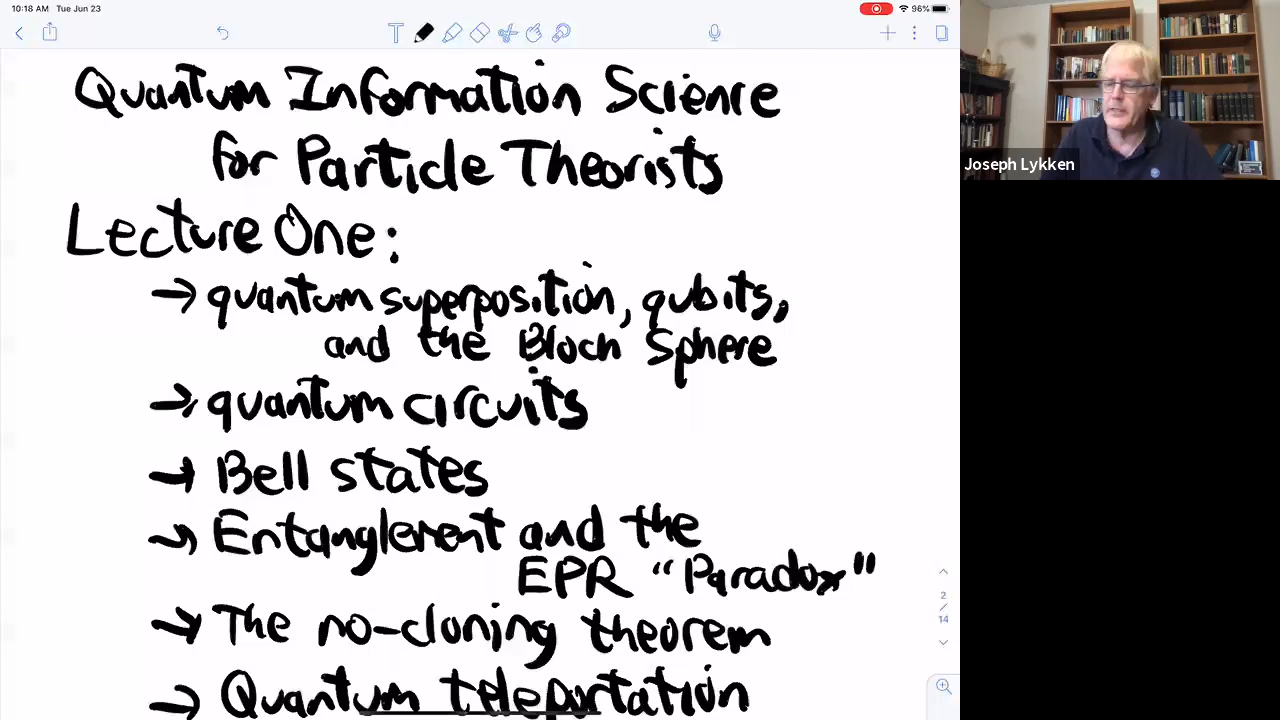 10:18 AM Tue Jun 23
96%
Quantum Information Science
for Particle Theorists
Lecture One:
→ quantum superposition, qubits,
and the Bloch Sphere
→ quantum circuits
→ Bell states
→ Entanglement and the
EPR "Paradox"
→ The no-cloning theorem
→ Quantum teleportation
2
/
14
Joseph Lykken